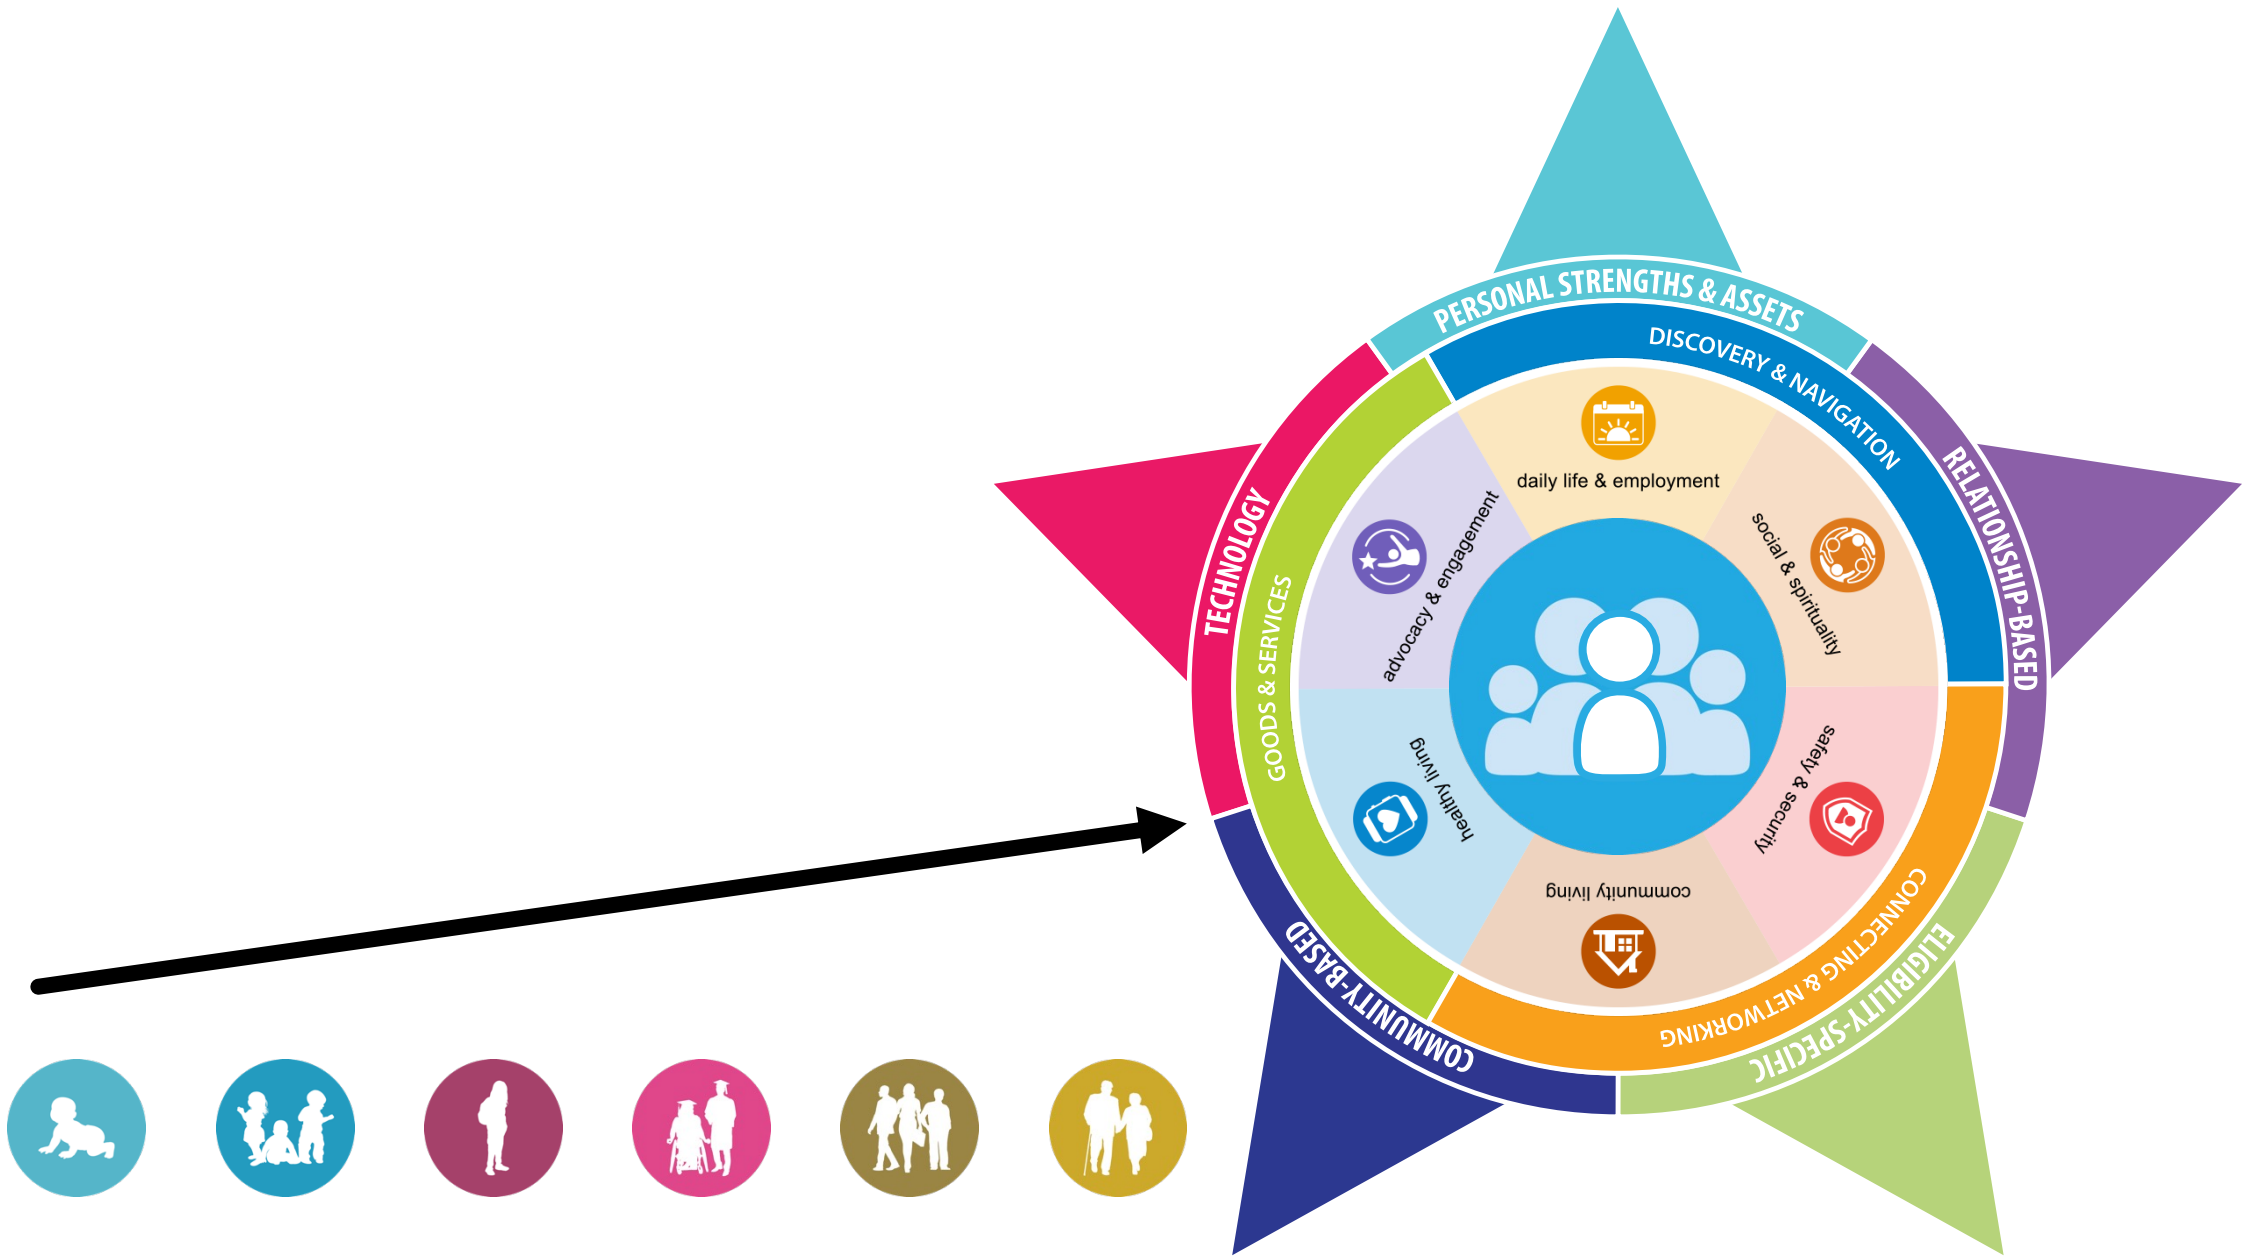 PERSONAL STRENGTHS & ASSETS
RELATIONSHIP-BASED
ELIGIBILITY-SPECIFIC
COMMUNITY-BASED
TECHNOLOGY
DISCOVERY & NAVIGATION
CONNECTING & NETWORKING
GOODS & SERVICES
daily life & employment
social & spirituality
safety & security
community living
healthy living
advocacy & engagement